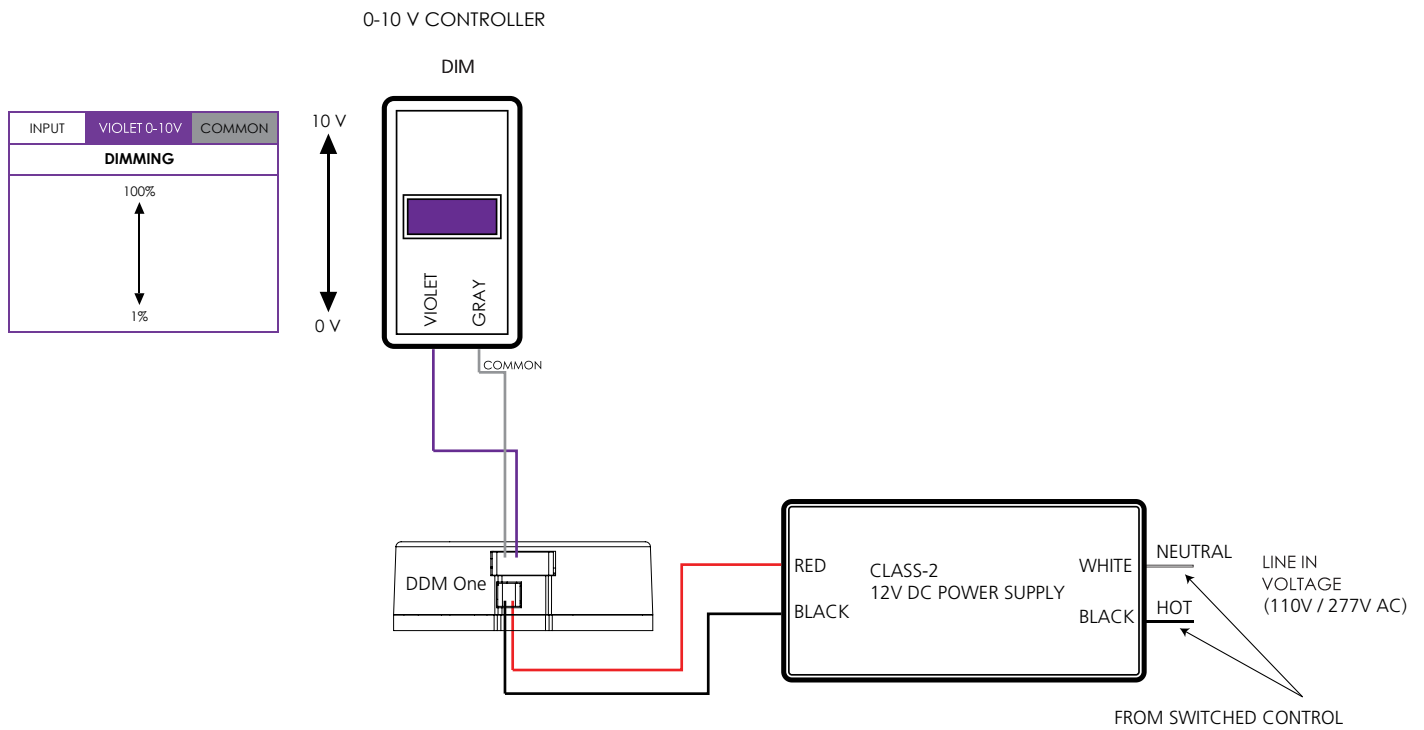 0-10 V CONTROLLER
DIM
INPUT VIOLET 0-10V COMMON
DIMMING
100%
1%
10 V
0 V
VIOLET
GRAY
COMMON
DDM One
RED
BLACK
CLASS-2
12V DC POWER SUPPLY
WHITE
BLACK
NEUTRAL
HOT
LINE IN
VOLTAGE
(110V / 277V AC)
FROM SWITCHED CONTROL